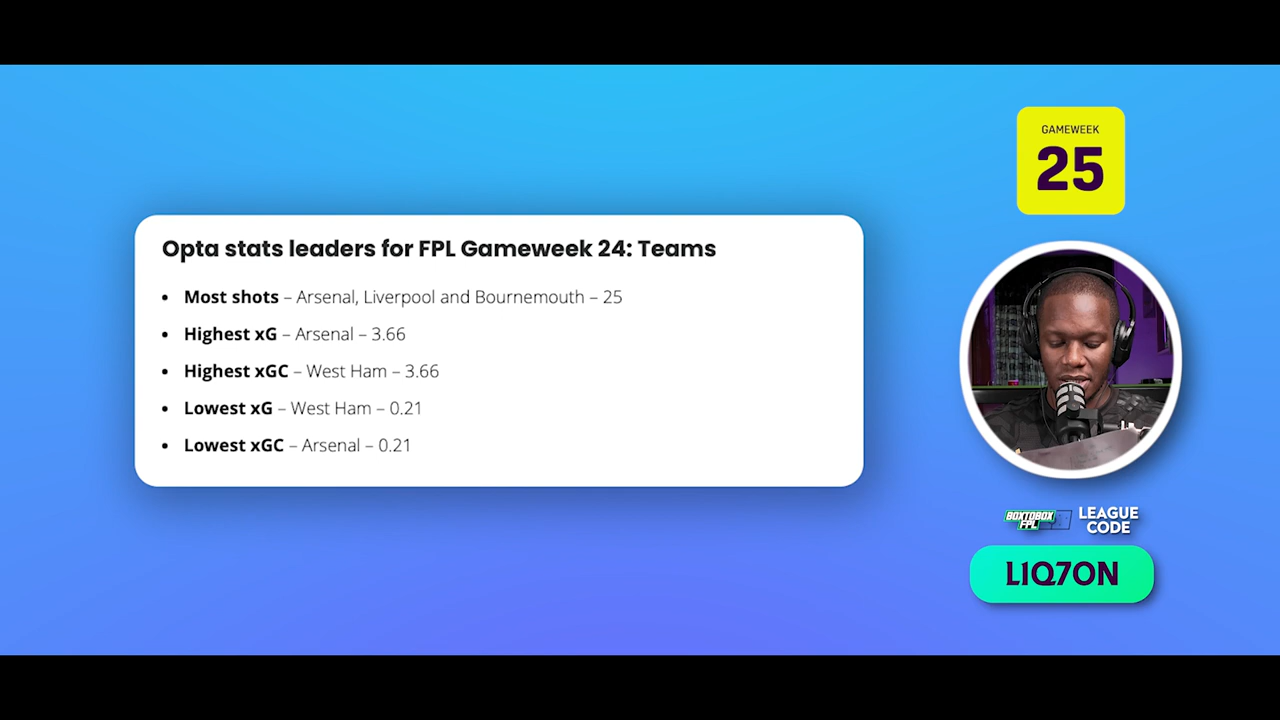 GAMEWEEK
25
Opta stats leaders for FPL Gameweek 24: Teams
• Most shots – Arsenal, Liverpool and Bournemouth – 25
• Highest xG – Arsenal – 3.66
• Highest xGC – West Ham – 3.66
• Lowest xG – West Ham – 0.21
• Lowest xGC – Arsenal – 0.21
BOXTOBOX
FPL
LEAGUE
CODE
L1Q7ON